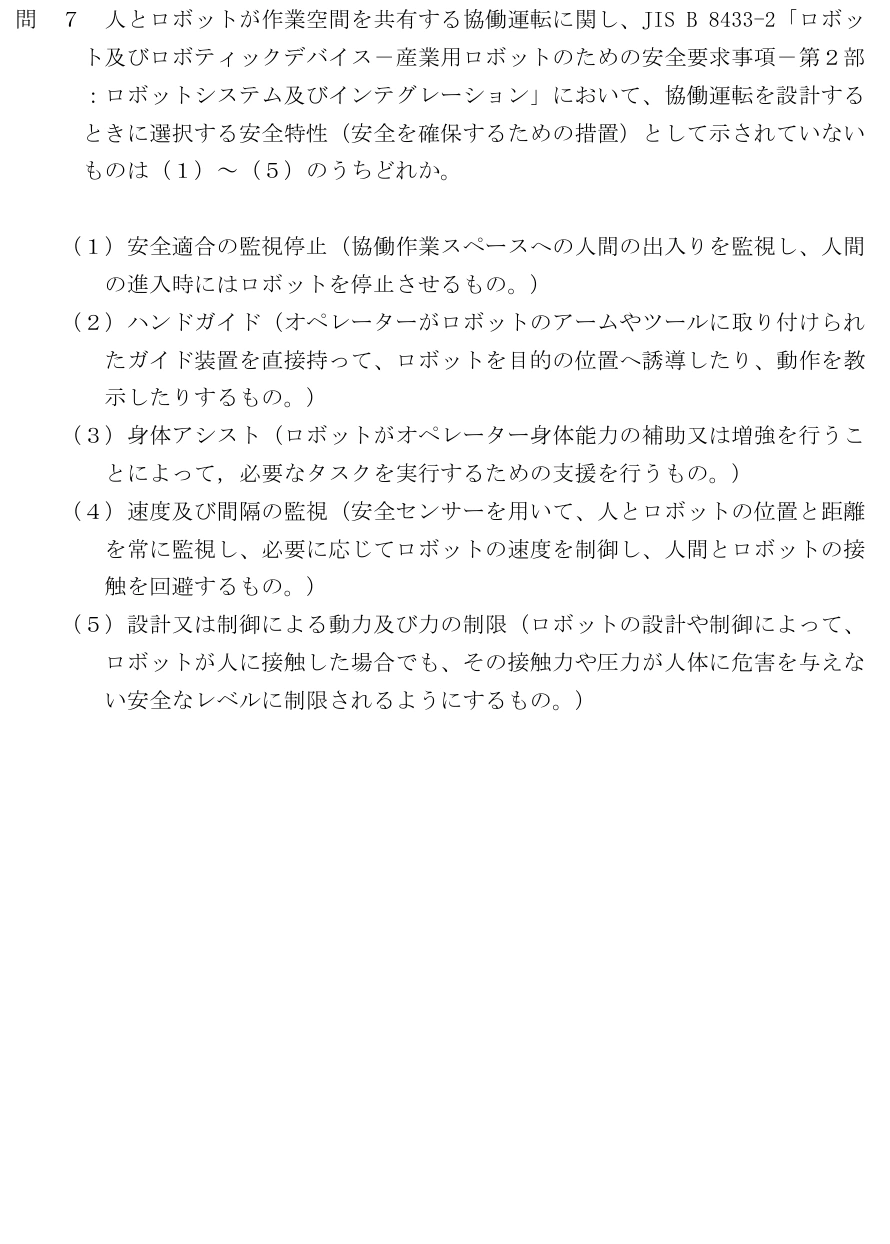 問　７　人とロボットが作業空間を共有する協働運転に関し、JIS B 8433-2「ロボッ
ト及びロボティックデバイス－産業用ロボットのための安全要求事項－第２部
：ロボットシステム及びインテグレーション」において、協働運転を設計する
ときに選択する安全特性（安全を確保するための措置）として示されていない
ものは（１）～（５）のうちどれか。
（１）安全適合の監視停止（協働作業スペースへの人間の出入りを監視し、人間
の進入時にはロボットを停止させるもの。）
（２）ハンドガイド（オペレーターがロボットのアームやツールに取り付けられ
たガイド装置を直接持って、ロボットを目的の位置へ誘導したり、動作を教
示したりするもの。）
（３）身体アシスト（ロボットがオペレーター身体能力の補助又は増強を行うこ
とによって，必要なタスクを実行するための支援を行うもの。）
（４）速度及び間隔の監視（安全センサーを用いて、人とロボットの位置と距離
を常に監視し、必要に応じてロボットの速度を制御し、人間とロボットの接
触を回避するもの。）
（５）設計又は制御による動力及び力の制限（ロボットの設計や制御によって、
ロボットが人に接触した場合でも、その接触力や圧力が人体に危害を与えな
い安全なレベルに制限されるようにするもの。）